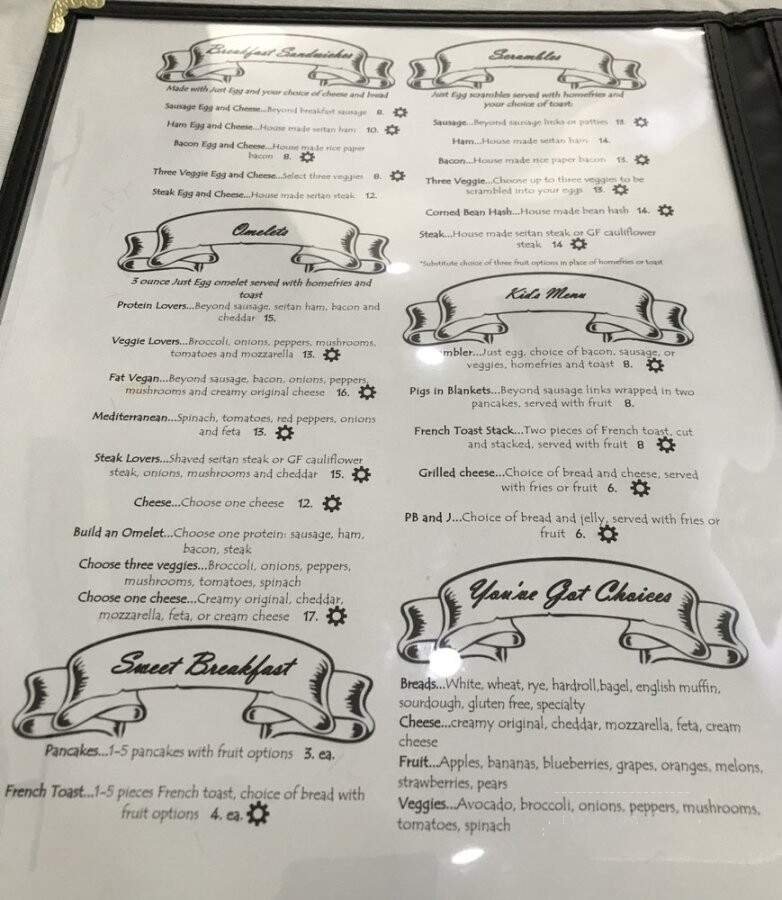 Breakfast Sandwiches
Made with Just Egg and your choice of cheese and bread
Sausage Egg and Cheese...Beyond breakfast sausage 8.
Ham Egg and Cheese...House made seitan ham 10.
Bacon Egg and Cheese...House made rice paper
bacon 8.
Three Veggie Egg and Cheese...Select three veggies 8.
Steak Egg and Cheese...House made seitan steak 12.
Omelets
3 ounce Just Egg omelet served with homefries and
toast
Protein Lovers...Beyond sausage, seitan ham, bacon and
cheddar 15.
Veggie Lovers...Broccoli, onions, peppers, mushrooms,
tomatoes and mozzarella 13.
Fat Vegan...Beyond sausage, bacon, onions, peppers,
mushrooms and creamy original cheese 16.
Mediterranean...Spinach, tomatoes, red peppers, onions
and feta 13.
Steak Lovers...Shaved seitan steak or GF cauliflower
steak, onions, mushrooms and cheddar 15.
Cheese...Choose one cheese 12.
Build an Omelet...Choose one protein: sausage, ham,
bacon, steak
Choose three veggies...Broccoli, onions, peppers,
mushrooms, tomatoes, spinach
Choose one cheese...Creamy original, cheddar,
mozzarella, feta, or cream cheese 17.
Sweet Breakfast
Pancakes...1-5 pancakes with fruit options 3. ea.
French Toast...1-5 pieces French toast, choice of bread with
fruit options 4. ea.
Scrambles
Just Egg scrambles served with homefries and
your choice of toast:
Sausage...Beyond sausage links or patties 13.
Ham...House made seitan ham 14.
Bacon...House made rice paper bacon 13.
Three Veggie...Choose up to three veggies to be
scrambled into your eggs 13.
Corned Bean Hash...House made bean hash 14.
Steak...House made seitan steak or GF cauliflower
steak 14
*Substitute choice of three fruit options in place of homefries or toast
Kids Menu
mbler...Just egg, choice of bacon, sausage, or
veggies, homefries and toast 8.
Pigs in Blankets...Beyond sausage links wrapped in two
pancakes, served with fruit 8.
French Toast Stack...Two pieces of French toast, cut
and stacked, served with fruit 8
Grilled cheese...Choice of bread and cheese, served
with fries or fruit 6.
PB and J...Choice of bread and jelly, served with fries or
fruit 6.
You've Got Choices
Breads...White, wheat, rye, hardroll,bagel, english muffin,
sourdough, gluten free, specialty
Cheese...creamy original, cheddar, mozzarella, feta, cream
cheese
Fruit...Apples, bananas, blueberries, grapes, oranges, melons,
strawberries, pears
Veggies...Avocado, broccoli, onions, peppers, mushrooms,
tomatoes, spinach